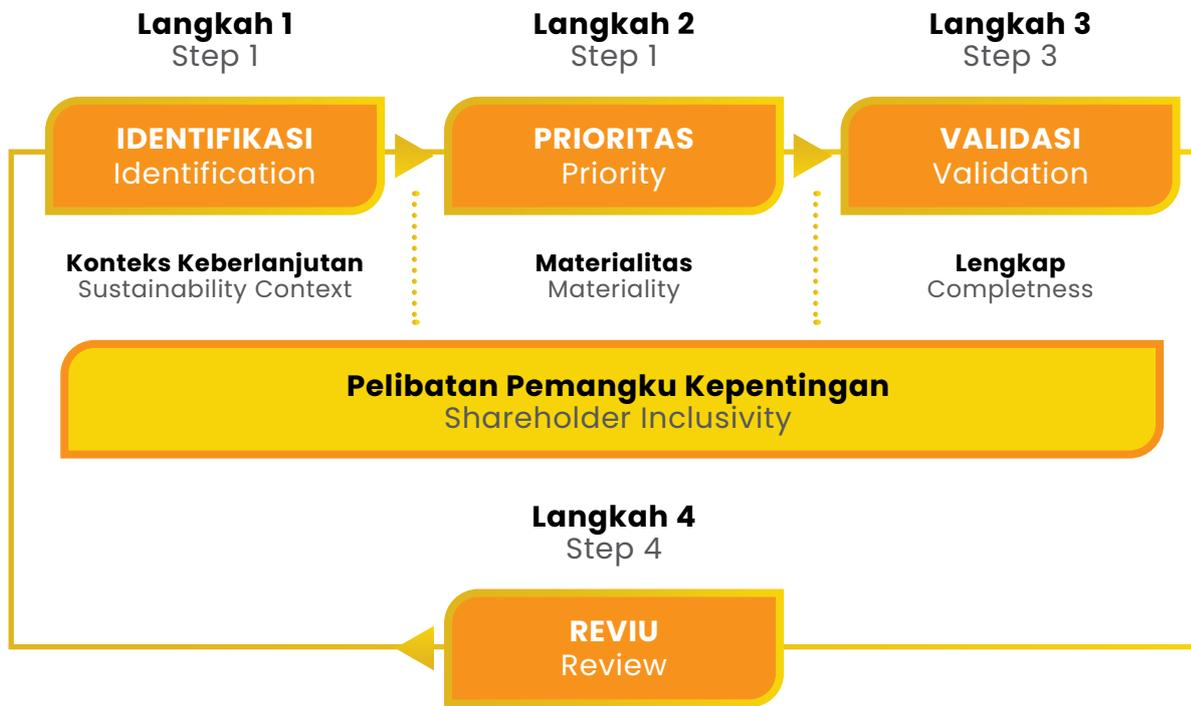 Langkah 1
Step 1
IDENTIFIKASI
Identification
Konteks Keberlanjutan
Sustainability Context
Langkah 2
Step 1
PRIORITAS
Priority
Materialitas
Materiality
Langkah 3
Step 3
VALIDASI
Validation
Lengkap
Completness
Pelibatan Pemangku Kepentingan
Shareholder Inclusivity
Langkah 4
Step 4
REVIU
Review